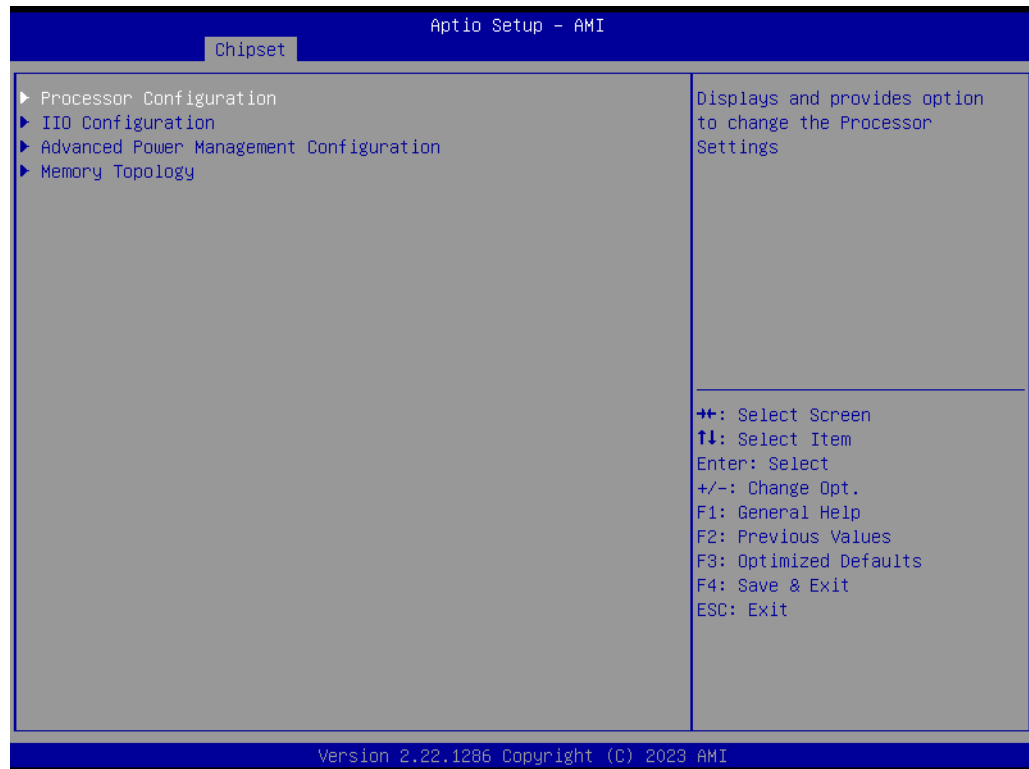 Aptio Setup – AMI
Chipset
Processor Configuration
IIO Configuration
Advanced Power Management Configuration
Memory Topology
Displays and provides option
to change the Processor
Settings
→←: Select Screen
↑↓: Select Item
Enter: Select
+/-: Change Opt.
F1: General Help
F2: Previous Values
F3: Optimized Defaults
F4: Save & Exit
ESC: Exit
Version 2.22.1286 Copyright (C) 2023 AMI